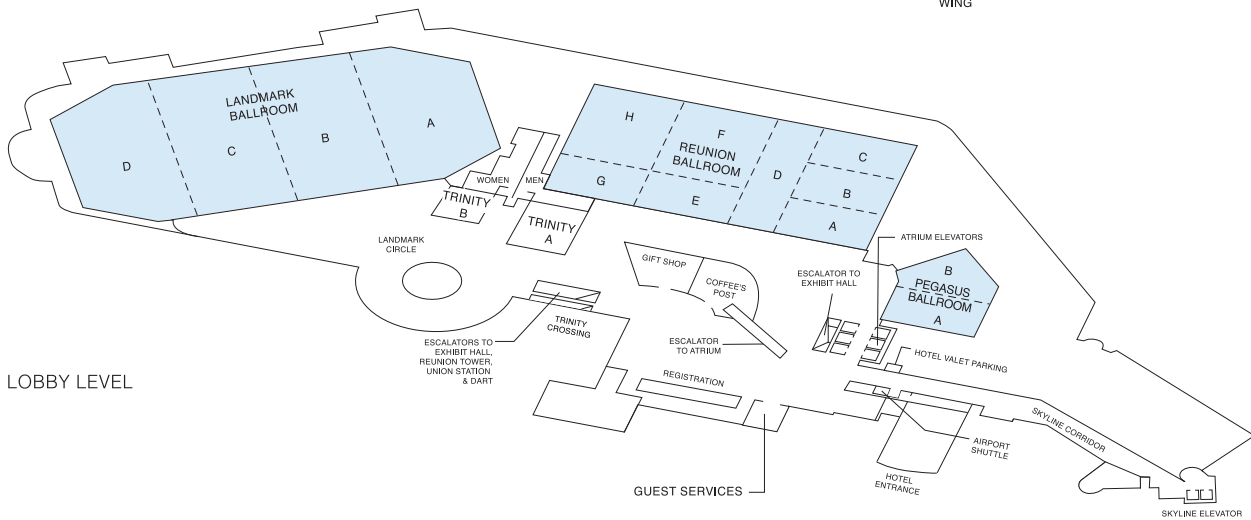 WING
LANDMARK
BALLROOM
A
B
C
D
H
F
REUNION
BALLROOM
D
C
B
A
G
E
WOMEN
MEN
TRINITY
B
TRINITY
A
LANDMARK
CIRCLE
GIFT SHOP
COFFEE'S
POST
ESCALATOR TO
EXHIBIT HALL
ATRIUM ELEVATORS
B
PEGASUS
BALLROOM
A
TRINITY
CROSSING
ESCALATORS TO
EXHIBIT HALL,
REUNION TOWER,
UNION STATION
& DART
ESCALATOR
TO ATRIUM
HOTEL VALET PARKING
LOBBY LEVEL
REGISTRATION
SKYLINE CORRIDOR
AIRPORT
SHUTTLE
HOTEL
ENTRANCE
GUEST SERVICES
SKYLINE ELEVATOR